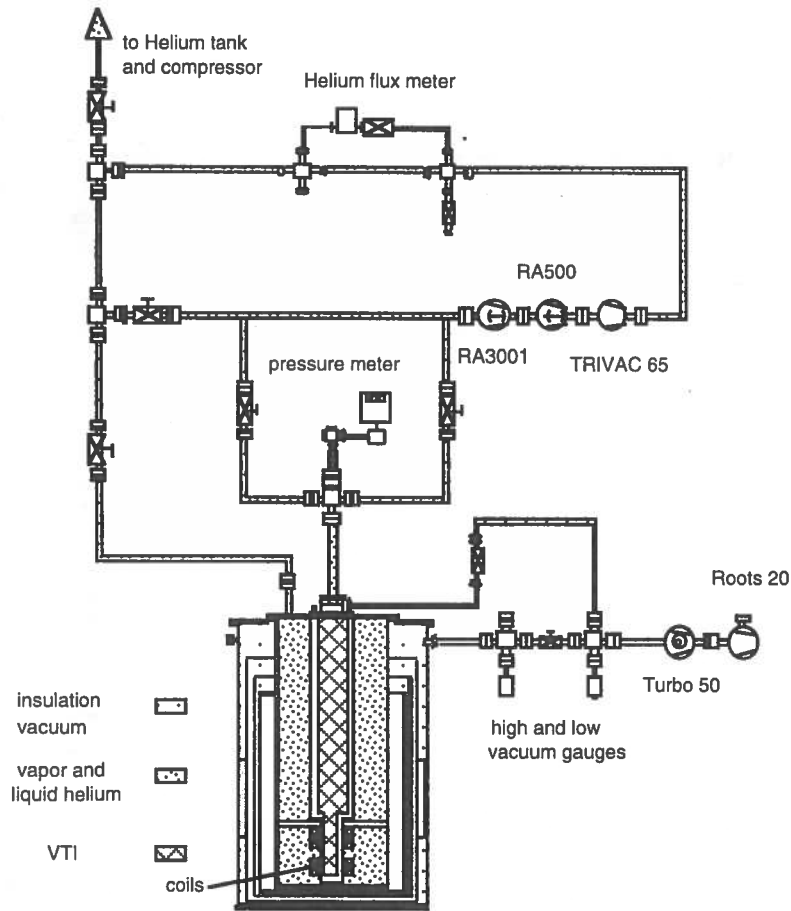 to Helium tank
and compressor
Helium flux meter
RA500
RA3001
TRIVAC 65
pressure meter
Roots 20
Turbo 50
high and low
vacuum gauges
insulation
vacuum
vapor and
liquid helium
VTI
coils